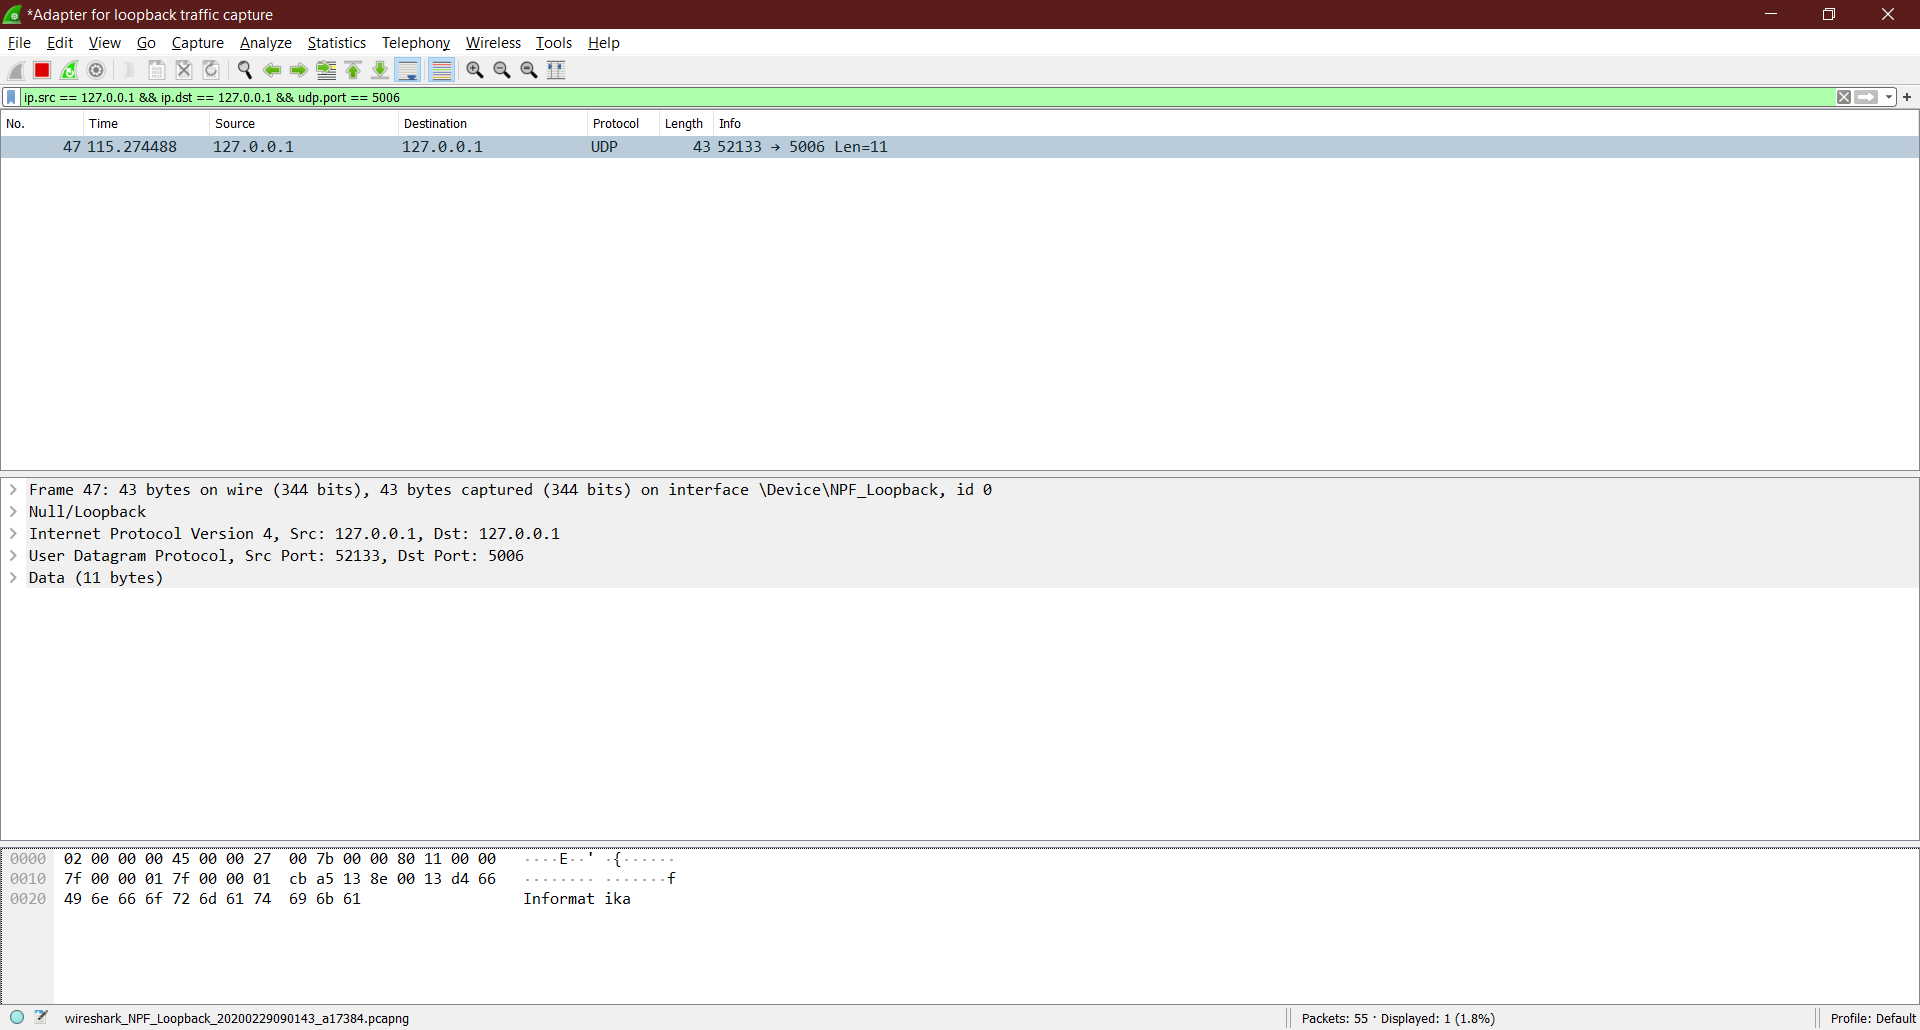 *Adapter for loopback traffic capture
File Edit View Go Capture Analyze Statistics Telephony Wireless Tools Help
ip.src == 127.0.0.1 && ip.dst == 127.0.0.1 && udp.port == 5006
No. Time Source Destination Protocol Length Info
47 115.274488 127.0.0.1 127.0.0.1 UDP 43 52133 → 5006 Len=11
Frame 47: 43 bytes on wire (344 bits), 43 bytes captured (344 bits) on interface \Device\NPF_Loopback, id 0
Null/Loopback
Internet Protocol Version 4, Src: 127.0.0.1, Dst: 127.0.0.1
User Datagram Protocol, Src Port: 52133, Dst Port: 5006
Data (11 bytes)
0000 02 00 00 00 45 00 00 27 00 7b 00 00 80 11 00 00 ····E··' ·{······
0010 7f 00 00 01 7f 00 00 01 cb a5 13 8e 00 13 d4 66 ········ ·······f
0020 49 6e 66 6f 72 6d 61 74 69 6b 61 Informat ika
wireshark_NPF_Loopback_20200229090143_a17384.pcapng Packets: 55 · Displayed: 1 (1.8%) Profile: Default